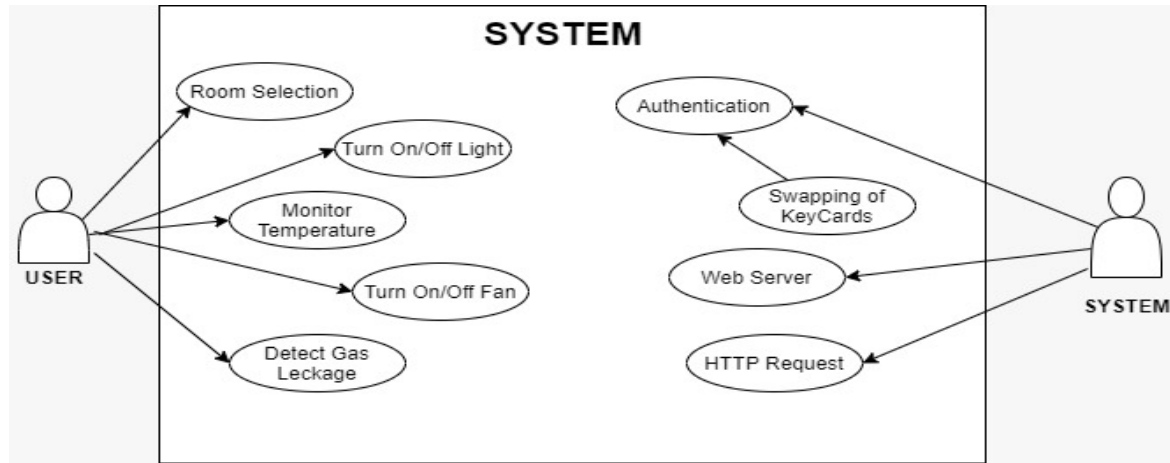 SYSTEM
Room Selection
Authentication
Turn On/Off Light
Swapping of
KeyCards
Monitor
Temperature
USER
Web Server
Turn On/Off Fan
SYSTEM
Detect Gas
Leckage
HTTP Request